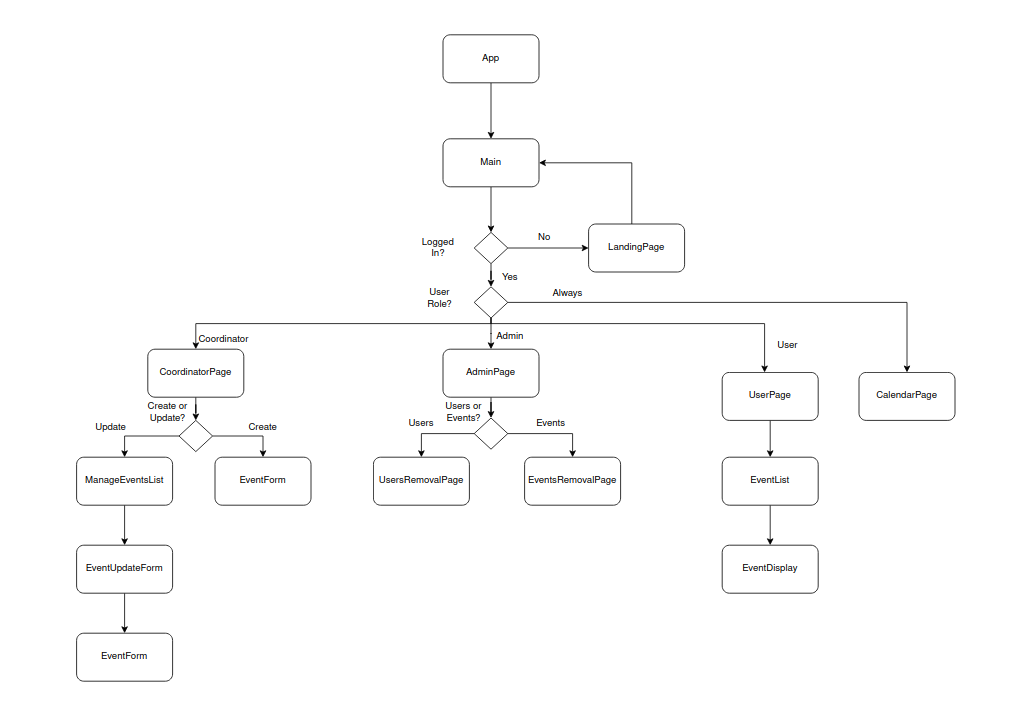 App
Main
Logged
In?
No
LandingPage
Yes
User
Role?
Always
Coordinator
Admin
User
CoordinatorPage
AdminPage
UserPage
CalendarPage
Create or
Update?
Users or
Events?
Update
Create
Users
Events
ManageEventsList
EventForm
UsersRemovalPage
EventsRemovalPage
EventList
EventUpdateForm
EventDisplay
EventForm